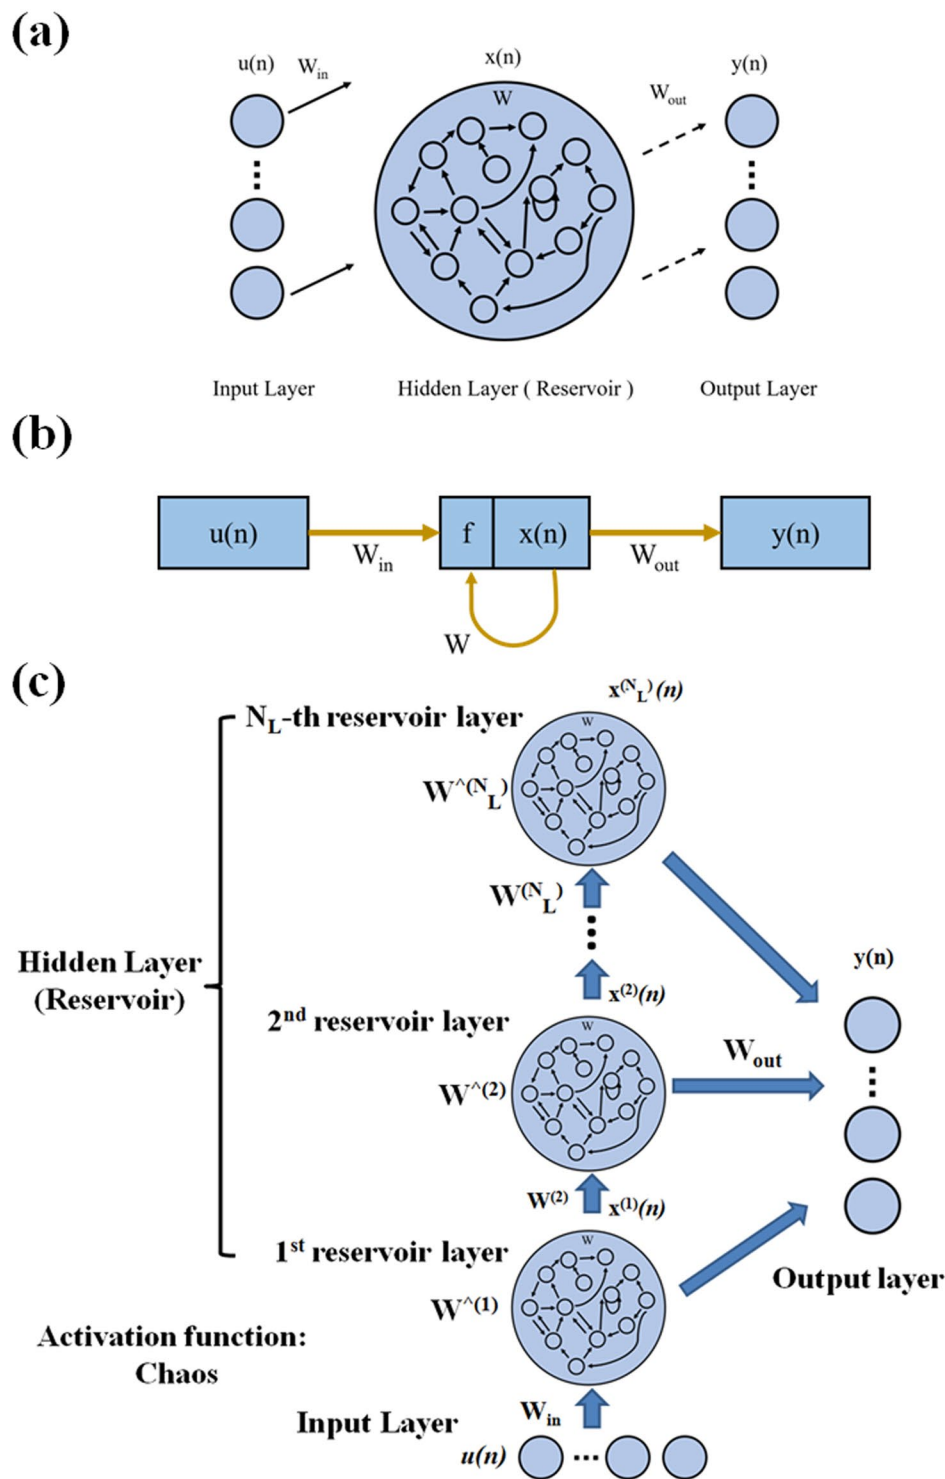 (a)
u(n) W_in x(n) W_out y(n)
W
Input Layer Hidden Layer ( Reservoir ) Output Layer
(b)
u(n) W_in f x(n) W_out y(n)
W
(c)
x^(N_L)(n)
N_L-th reservoir layer
W
W^^(N_L)
W^(N_L)
Hidden Layer
(Reservoir)
y(n)
x^(2)(n)
2^nd reservoir layer
W
W_out
W^^(2)
W^(2) x^(1)(n)
1^st reservoir layer
W
Output layer
W^^(1)
Activation function:
Chaos
Input Layer W_in
u(n)